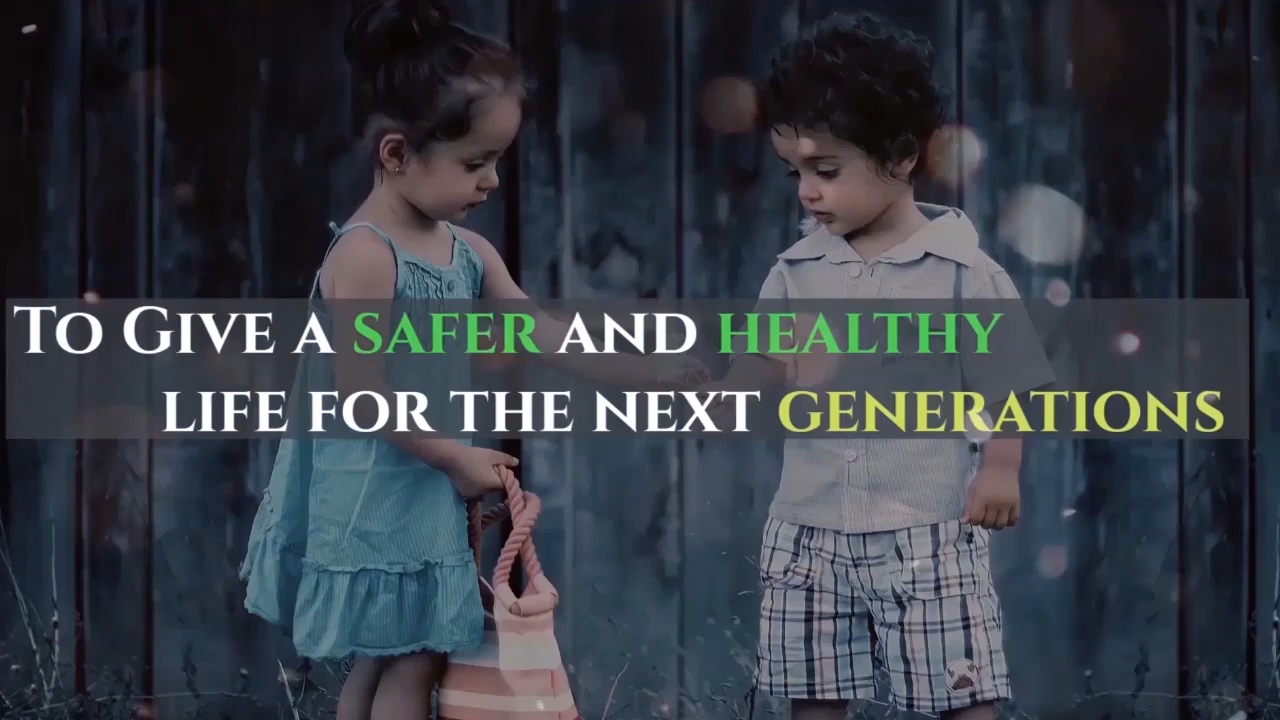 To Give a safer and healthy
life for the next generations